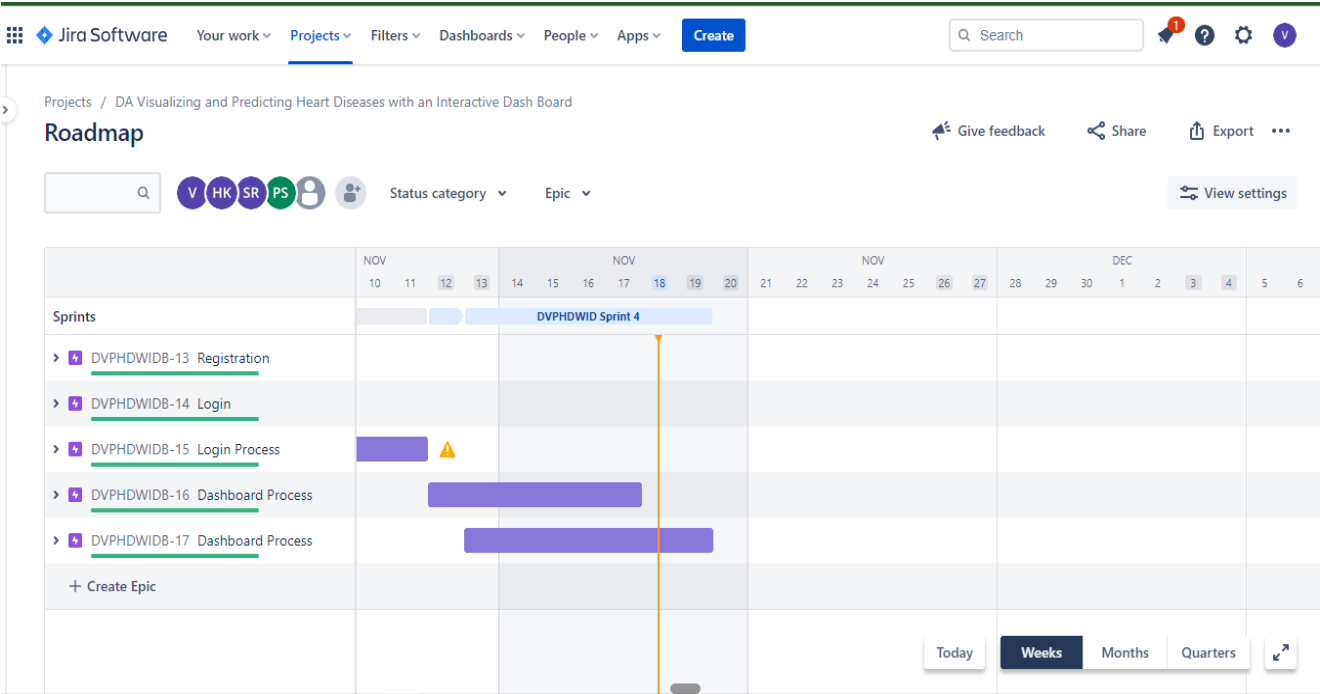 Jira Software Your work Projects Filters Dashboards People Apps Create Search 1 V
Projects / DA Visualizing and Predicting Heart Diseases with an Interactive Dash Board
Roadmap Give feedback Share Export
V HK SR PS Status category Epic View settings
NOV NOV NOV DEC
10 11 12 13 14 15 16 17 18 19 20 21 22 23 24 25 26 27 28 29 30 1 2 3 4 5 6
Sprints DVPHDWID Sprint 4
DVPHDWIDB-13 Registration
DVPHDWIDB-14 Login
DVPHDWIDB-15 Login Process
DVPHDWIDB-16 Dashboard Process
DVPHDWIDB-17 Dashboard Process
+ Create Epic
Today Weeks Months Quarters